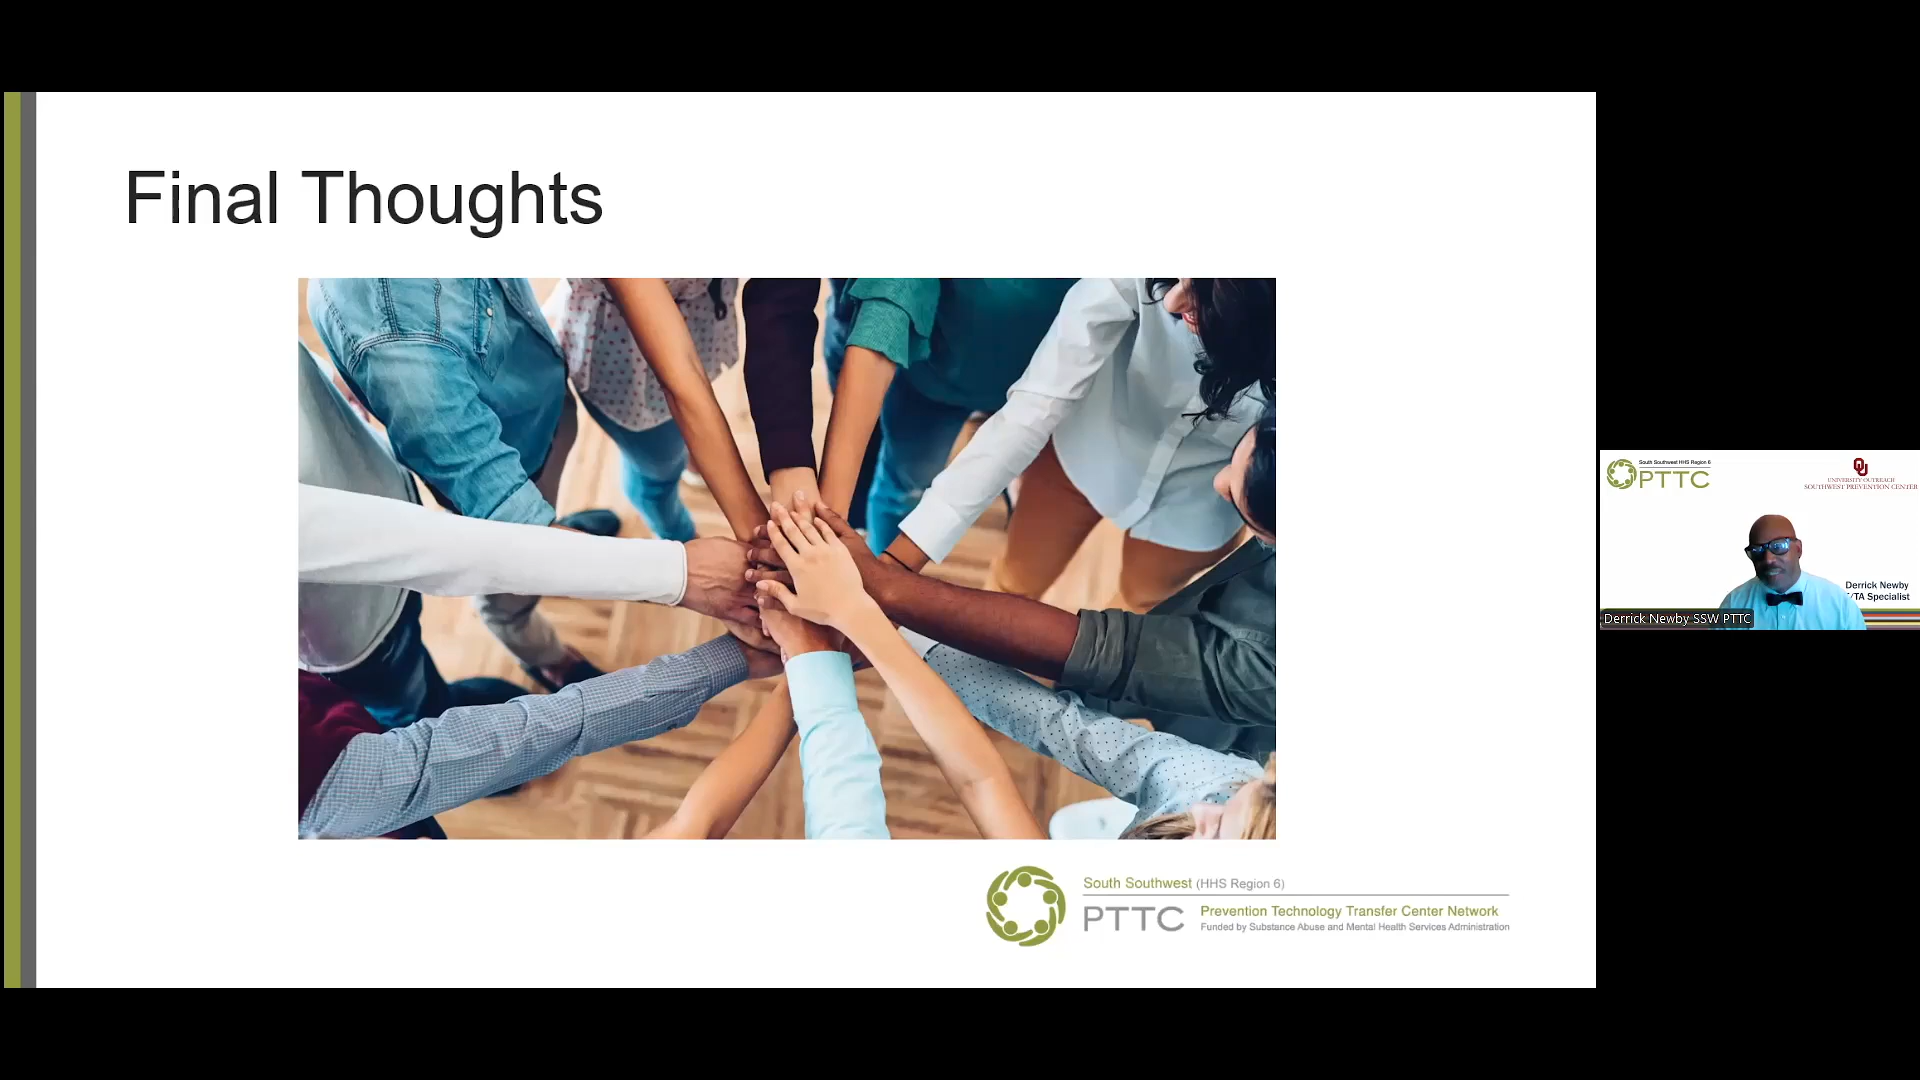 Final Thoughts
South Southwest (HHS Region 6)
PTTC
Prevention Technology Transfer Center Network
Funded by Substance Abuse and Mental Health Services Administration
South Southwest HHS Region 6
PTTC
OU
UNIVERSITY OUTREACH
SOUTHWEST PREVENTION CENTER
Derrick Newby
/TA Specialist
Derrick Newby SSW PTTC